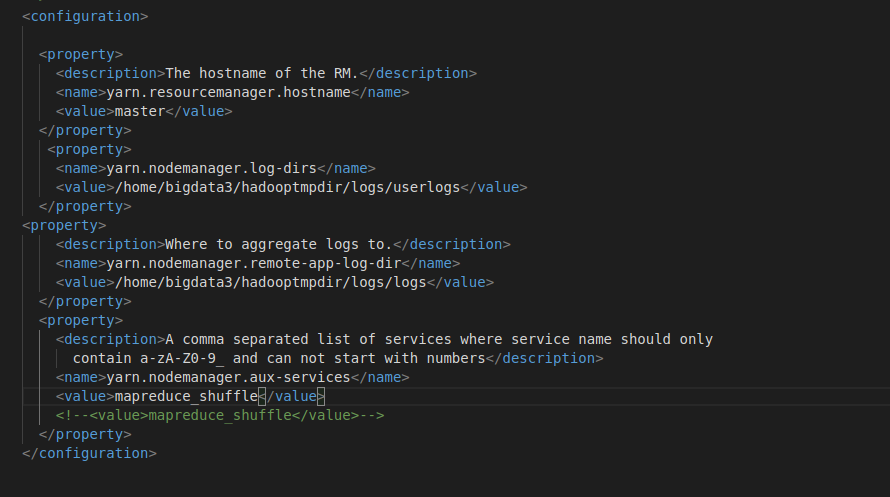 <configuration>
<property>
<description>The hostname of the RM.</description>
<name>yarn.resourcemanager.hostname</name>
<value>master</value>
</property>
<property>
<name>yarn.nodemanager.log-dirs</name>
<value>/home/bigdata3/hadooptmpdir/logs/userlogs</value>
</property>
<property>
<description>Where to aggregate logs to.</description>
<name>yarn.nodemanager.remote-app-log-dir</name>
<value>/home/bigdata3/hadooptmpdir/logs/logs</value>
</property>
<property>
<description>A comma separated list of services where service name should only
contain a-zA-Z0-9_ and can not start with numbers</description>
<name>yarn.nodemanager.aux-services</name>
<value>mapreduce_shuffle</value>
<!--<value>mapreduce_shuffle</value>-->
</property>
</configuration>